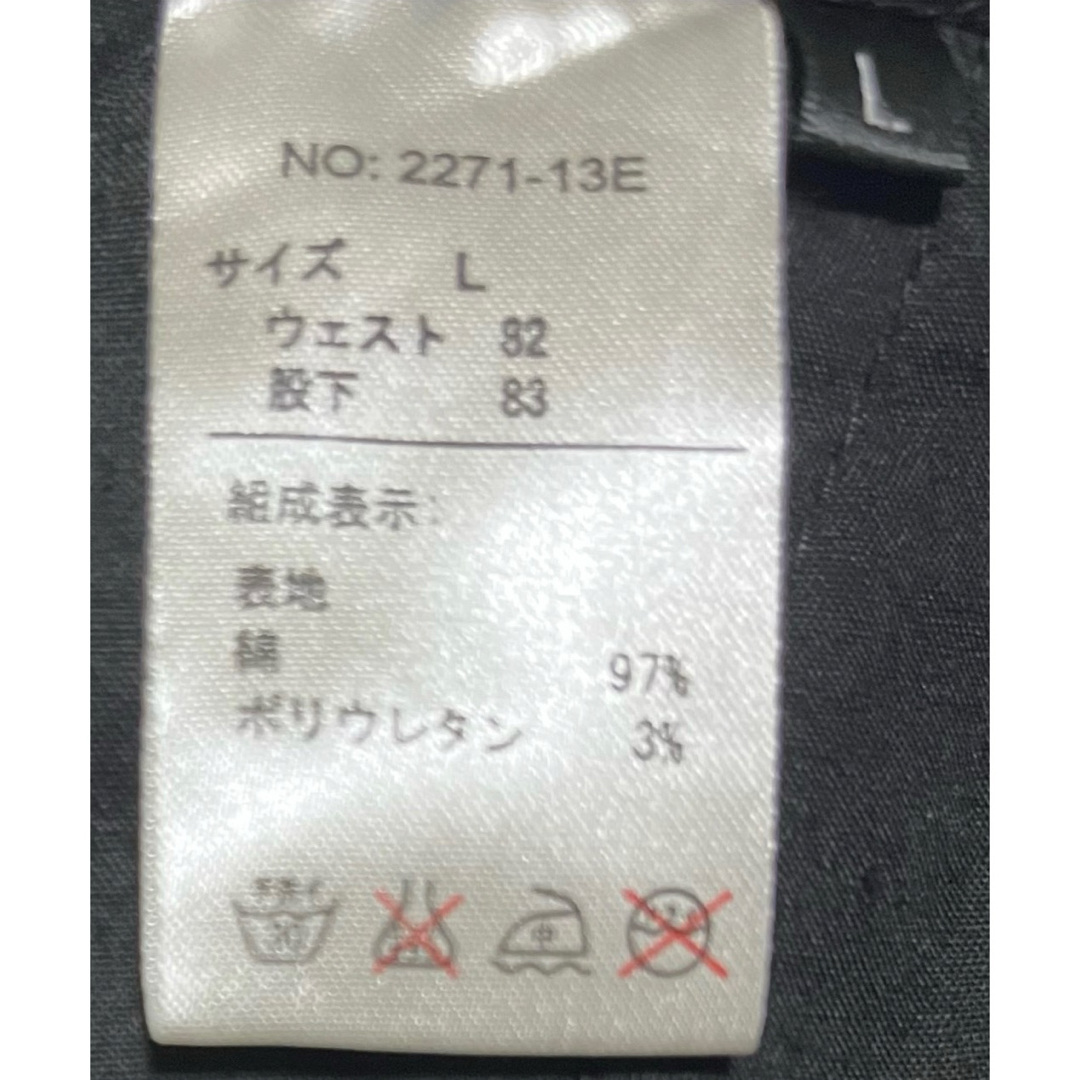 L
NO: 2271-13E
サイズ L
ウェスト 82
股下 83
組成表示:
表地
綿 97%
ポリウレタン 3%
中